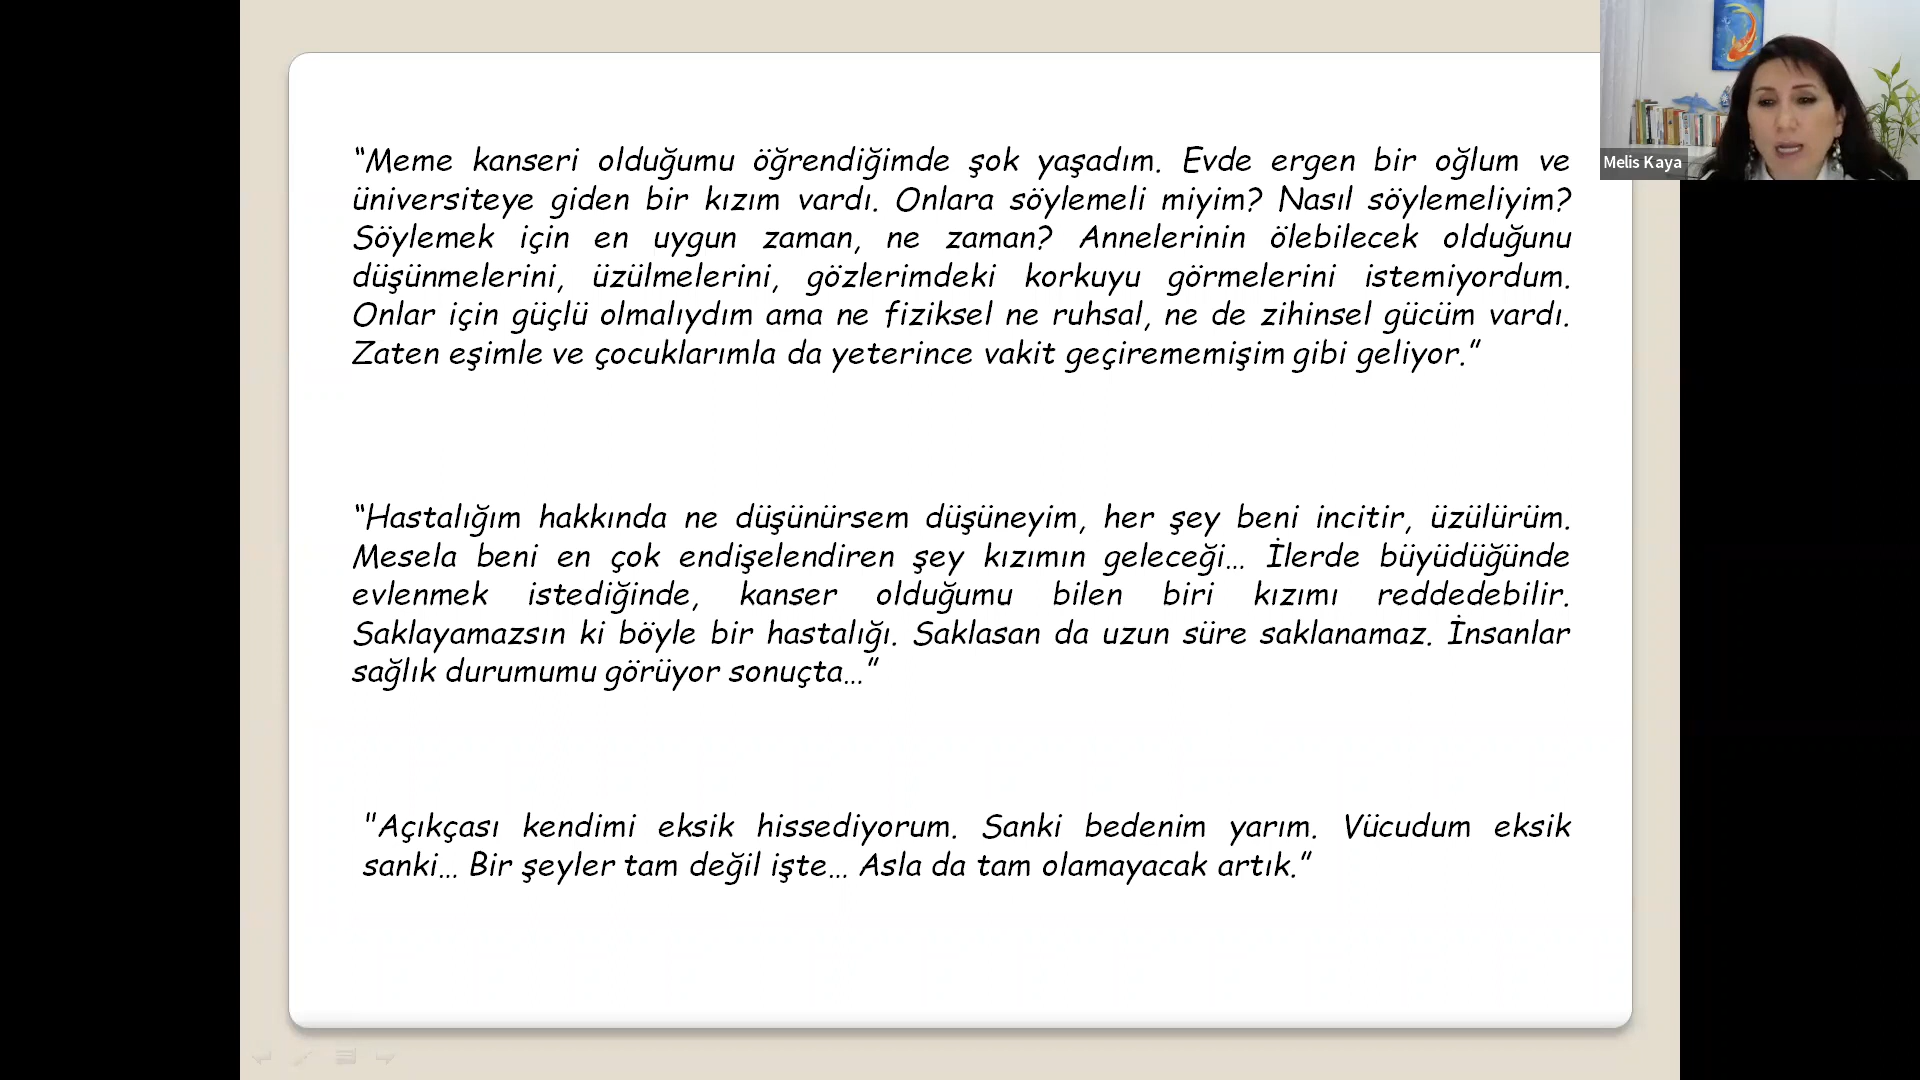 “Meme kanseri olduğumu öğrendiğimde şok yaşadım. Evde ergen bir oğlum ve
üniversiteye giden bir kızım vardı. Onlara söylemeli miyim? Nasıl söylemeliyim?
Söylemek için en uygun zaman, ne zaman? Annelerinin ölebilecek olduğunu
düşünmelerini, üzülmelerini, gözlerimdeki korkuyu görmelerini istemiyordum.
Onlar için güçlü olmalıydım ama ne fiziksel ne ruhsal, ne de zihinsel gücüm vardı.
Zaten eşimle ve çocuklarımla da yeterince vakit geçirememişim gibi geliyor.”
“Hastalığım hakkında ne düşünürsem düşüneyim, her şey beni incitir, üzülürüm.
Mesela beni en çok endişelendiren şey kızımın geleceği… İlerde büyüdüğünde
evlenmek istediğinde, kanser olduğumu bilen biri kızımı reddedebilir.
Saklayamazsın ki böyle bir hastalığı. Saklasan da uzun süre saklanamaz. İnsanlar
sağlık durumumu görüyor sonuçta…”
"Açıkçası kendimi eksik hissediyorum. Sanki bedenim yarım. Vücudum eksik
sanki… Bir şeyler tam değil işte… Asla da tam olamayacak artık.”
Melis Kaya